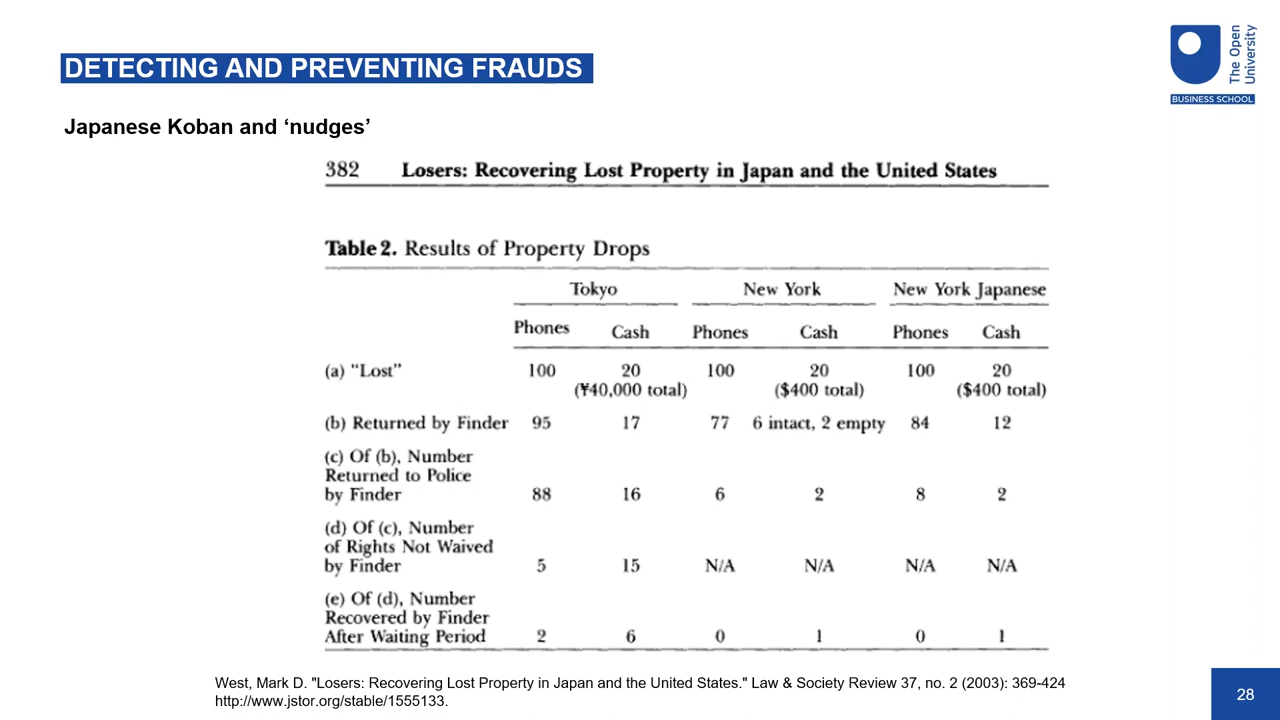 DETECTING AND PREVENTING FRAUDS
The Open
University
BUSINESS SCHOOL
Japanese Koban and ‘nudges’
382 Losers: Recovering Lost Property in Japan and the United States
Table 2. Results of Property Drops
Tokyo New York New York Japanese
Phones Cash Phones Cash Phones Cash
(a) “Lost” 100 20 100 20 100 20
(¥40,000 total) ($400 total) ($400 total)
(b) Returned by Finder 95 17 77 6 intact, 2 empty 84 12
(c) Of (b), Number
Returned to Police
by Finder 88 16 6 2 8 2
(d) Of (c), Number
of Rights Not Waived
by Finder 5 15 N/A N/A N/A N/A
(e) Of (d), Number
Recovered by Finder
After Waiting Period 2 6 0 1 0 1
West, Mark D. "Losers: Recovering Lost Property in Japan and the United States." Law & Society Review 37, no. 2 (2003): 369-424
http://www.jstor.org/stable/1555133.
28